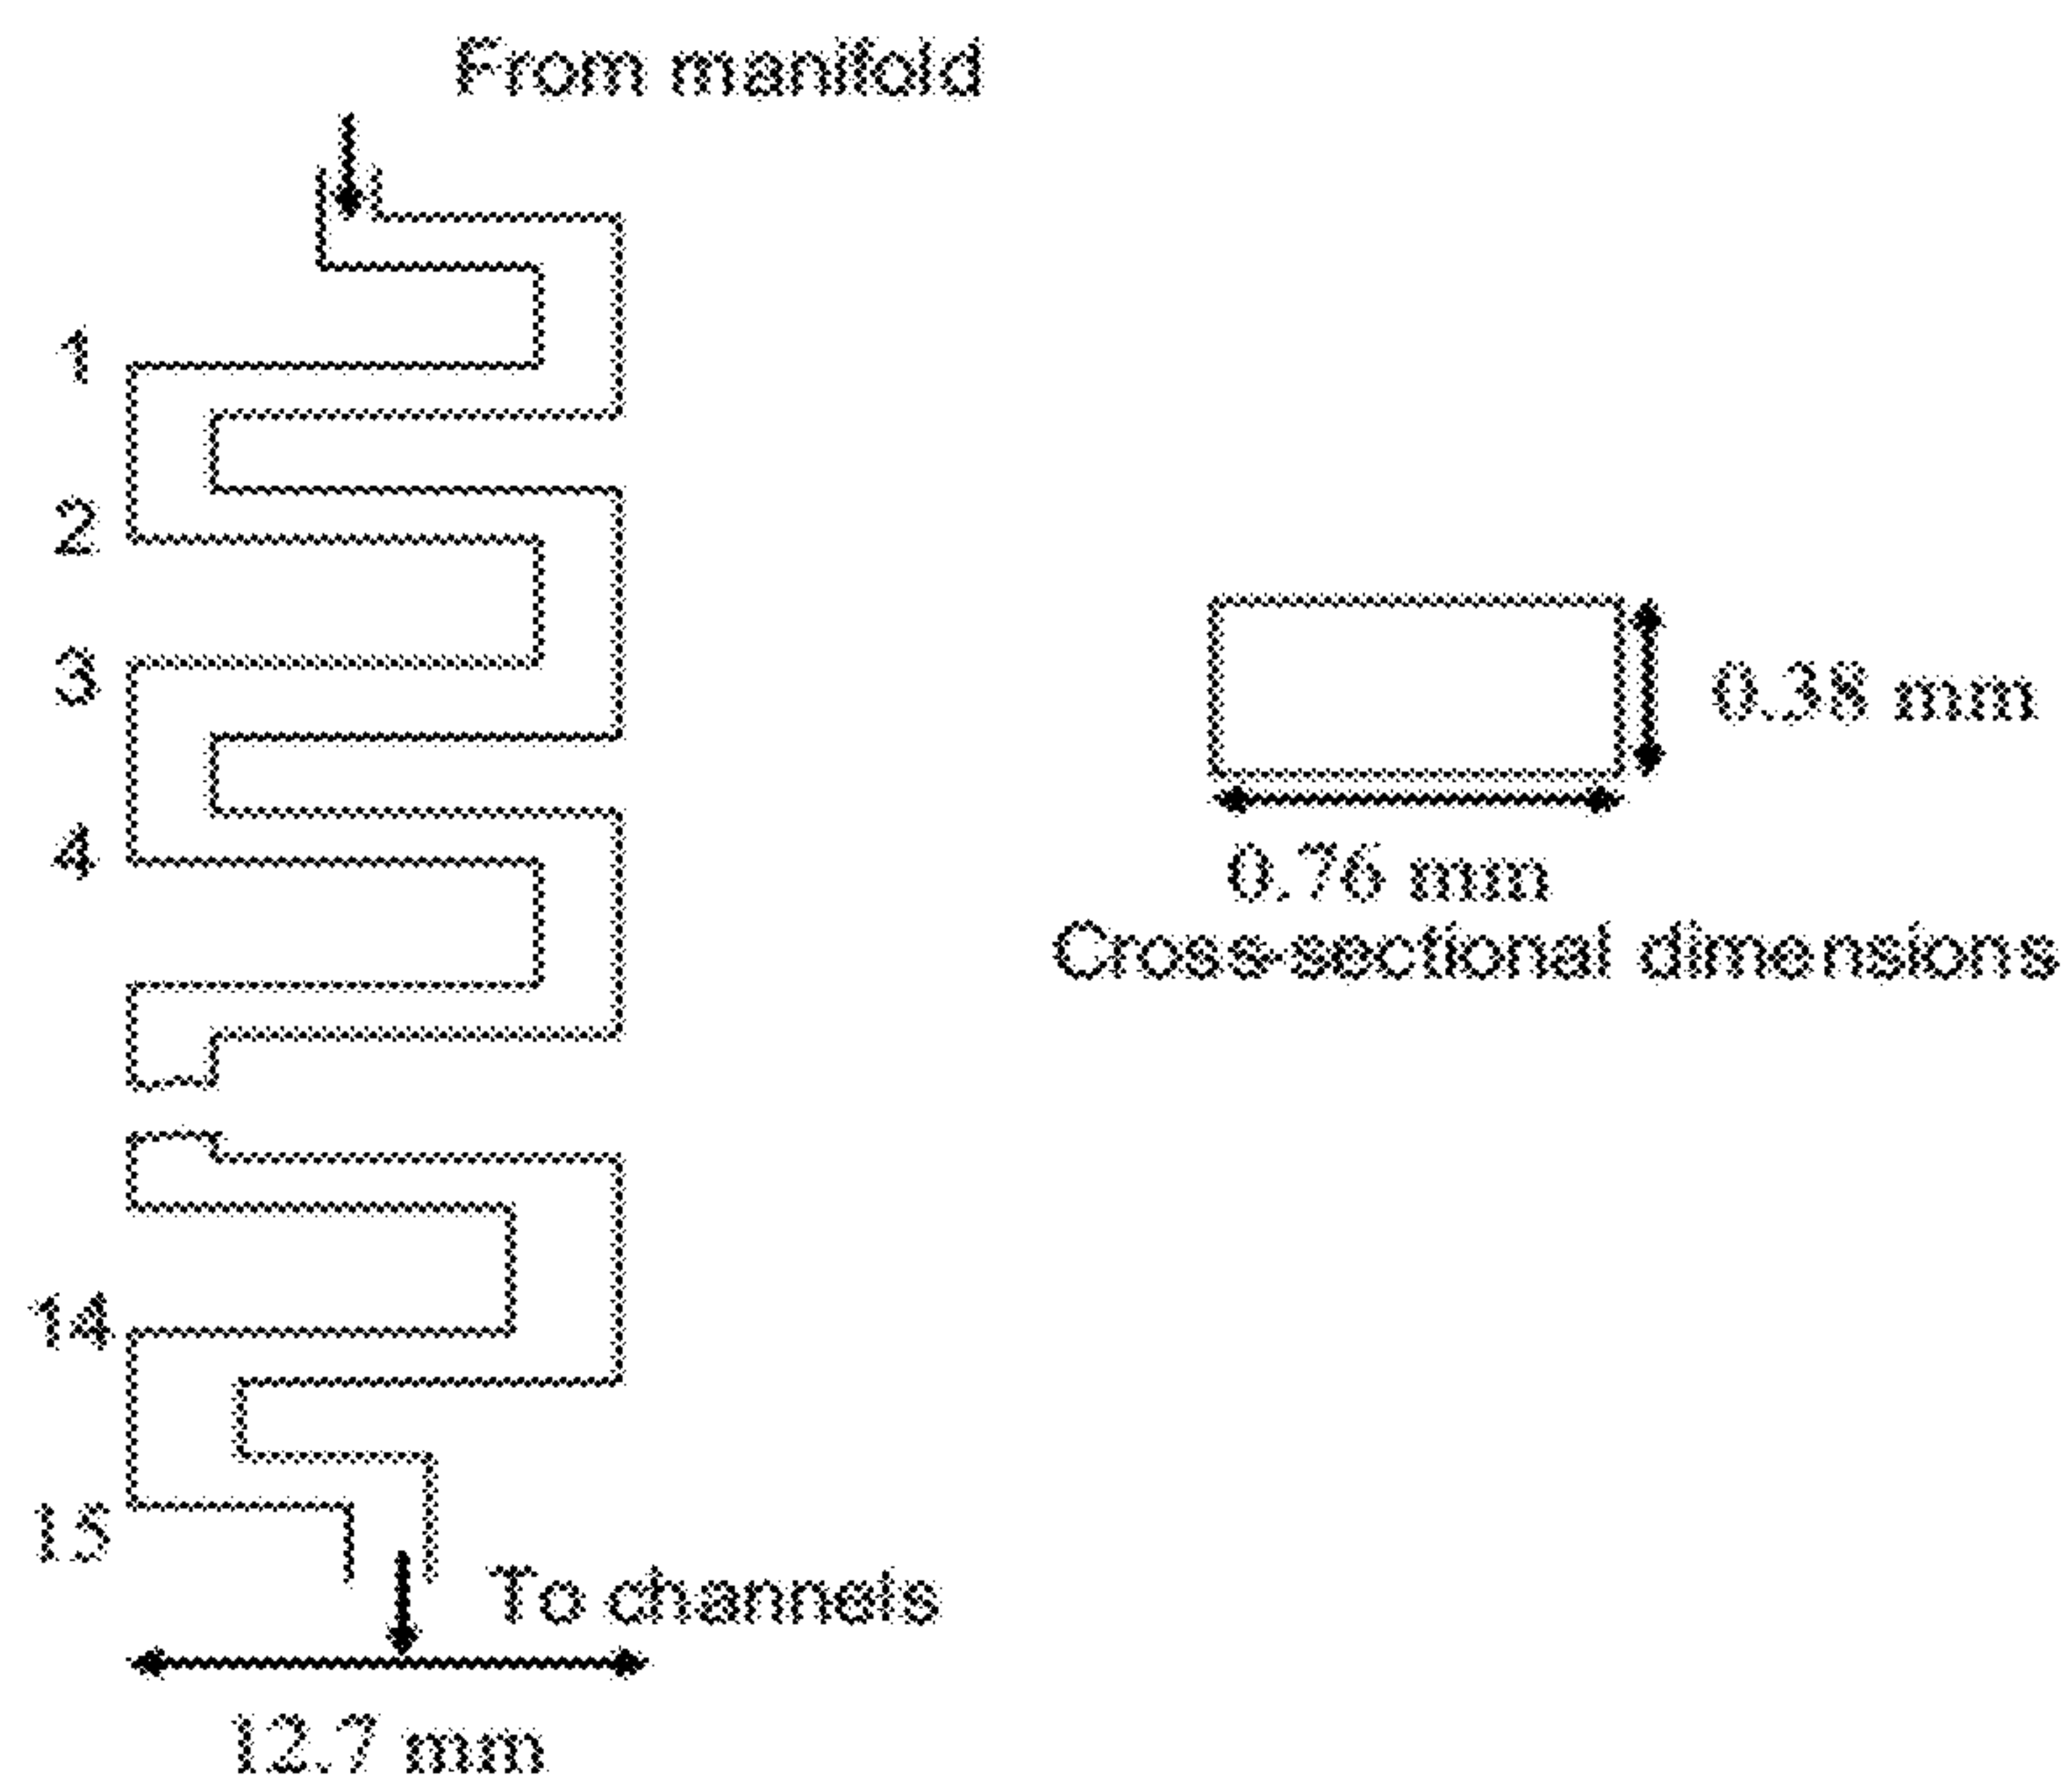 From manifold
1
2
3
0.38 mm
4
0.76 mm
Cross-sectional dimensions
14
15
To channels
12.7 mm